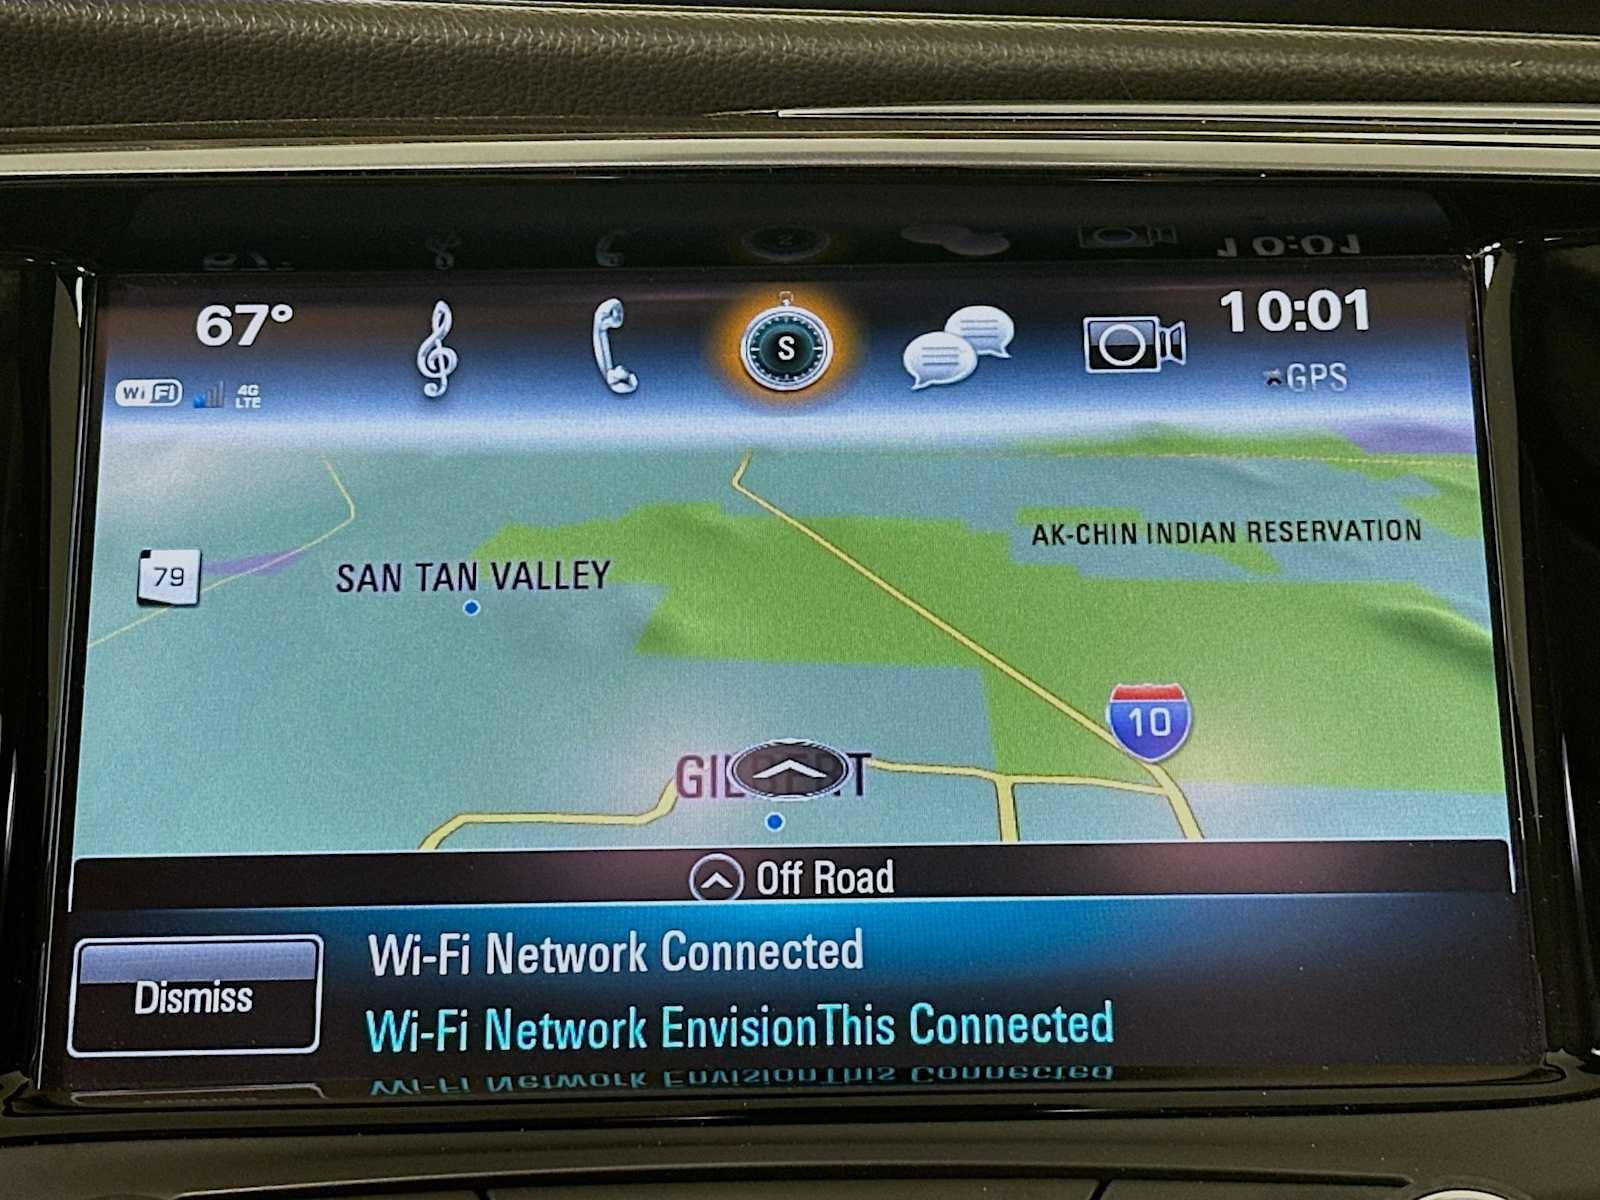 67° S 10:01
WiFi 4G LTE GPS
AK-CHIN INDIAN RESERVATION
79 SAN TAN VALLEY
10
GILBERT
Off Road
Wi-Fi Network Connected
Dismiss
Wi-Fi Network EnvisionThis Connected